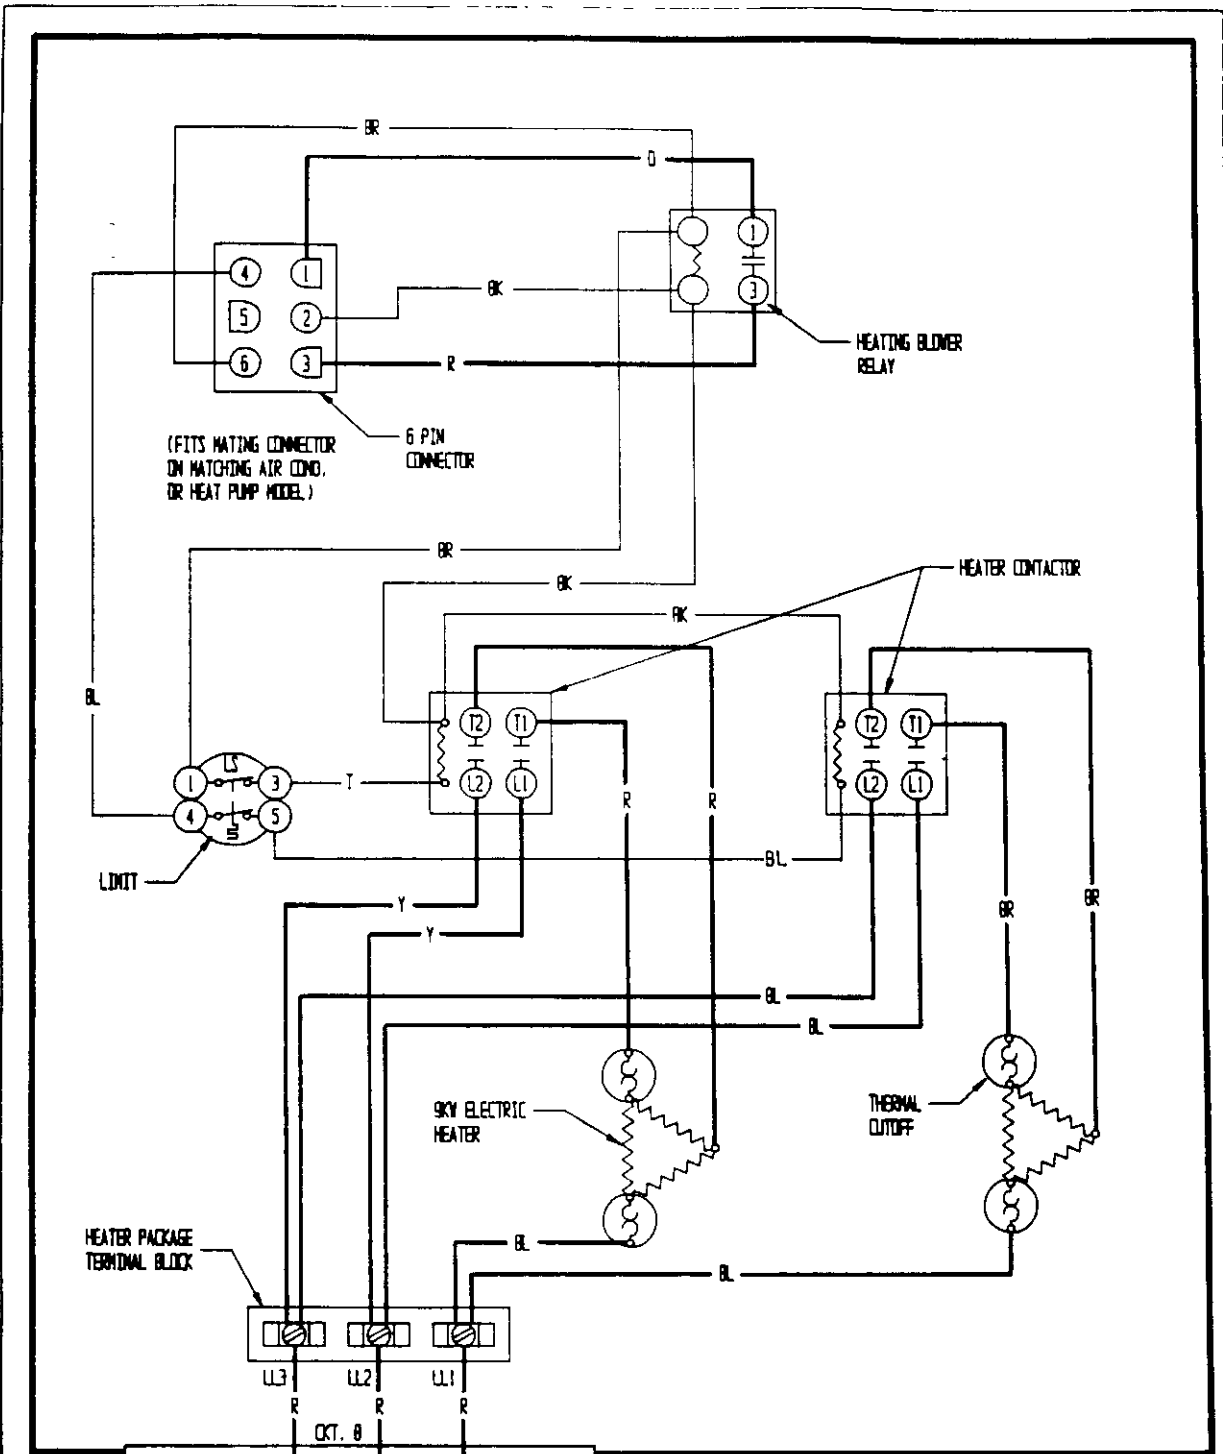 BR
O
4
1
1
5
2
BK
3
6
3
R
HEATING BLOWER
RELAY
6 PIN
CONNECTOR
(FITS MATING CONNECTOR
ON MATCHING AIR COND.
OR HEAT PUMP MODEL)
BR
BK
HEATER CONTACTOR
BK
BL
T2
T1
T2
T1
LS
1
3
L2
L1
L2
L1
R
R
4
5
LS
BL
LIMIT
Y
BR
BR
Y
BL
BL
9KW ELECTRIC
HEATER
THERMAL
CUTOFF
HEATER PACKAGE
TERMINAL BLOCK
BL
BL
LL3
LL2
LL1
R
R
R
CKT. 8